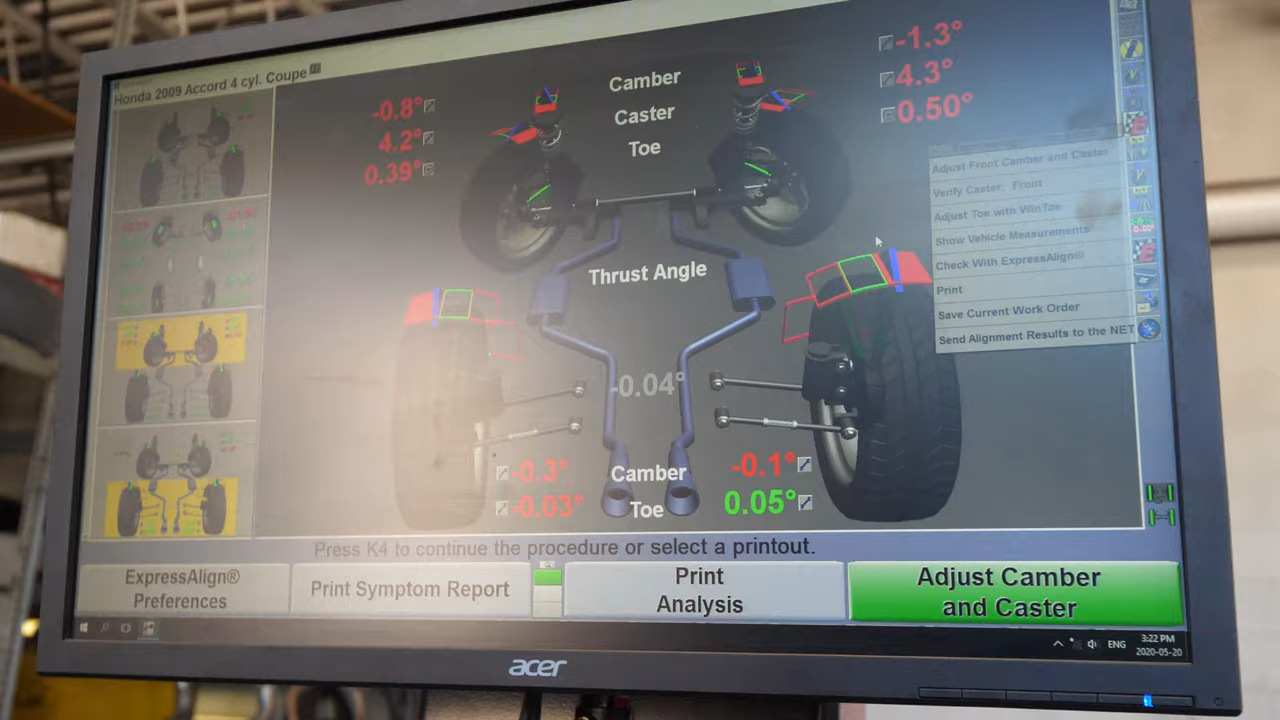 Honda 2009 Accord 4 cyl. Coupe
-0.8°
4.2°
0.39°
Camber
Caster
Toe
-1.3°
4.3°
0.50°
Adjust Front Camber and Caster
Verify Caster: Front
Adjust Toe with WinToe
Show Vehicle Measurements
Check With ExpressAlign®
Print
Save Current Work Order
Send Alignment Results to the NET
Thrust Angle
-0.04°
-0.3°
Camber
-0.1°
-0.03°
Toe
0.05°
Press K4 to continue the procedure or select a printout.
ExpressAlign®
Preferences
Print Symptom Report
Print
Analysis
Adjust Camber
and Caster
ENG
3:22 PM
2020-05-20
acer